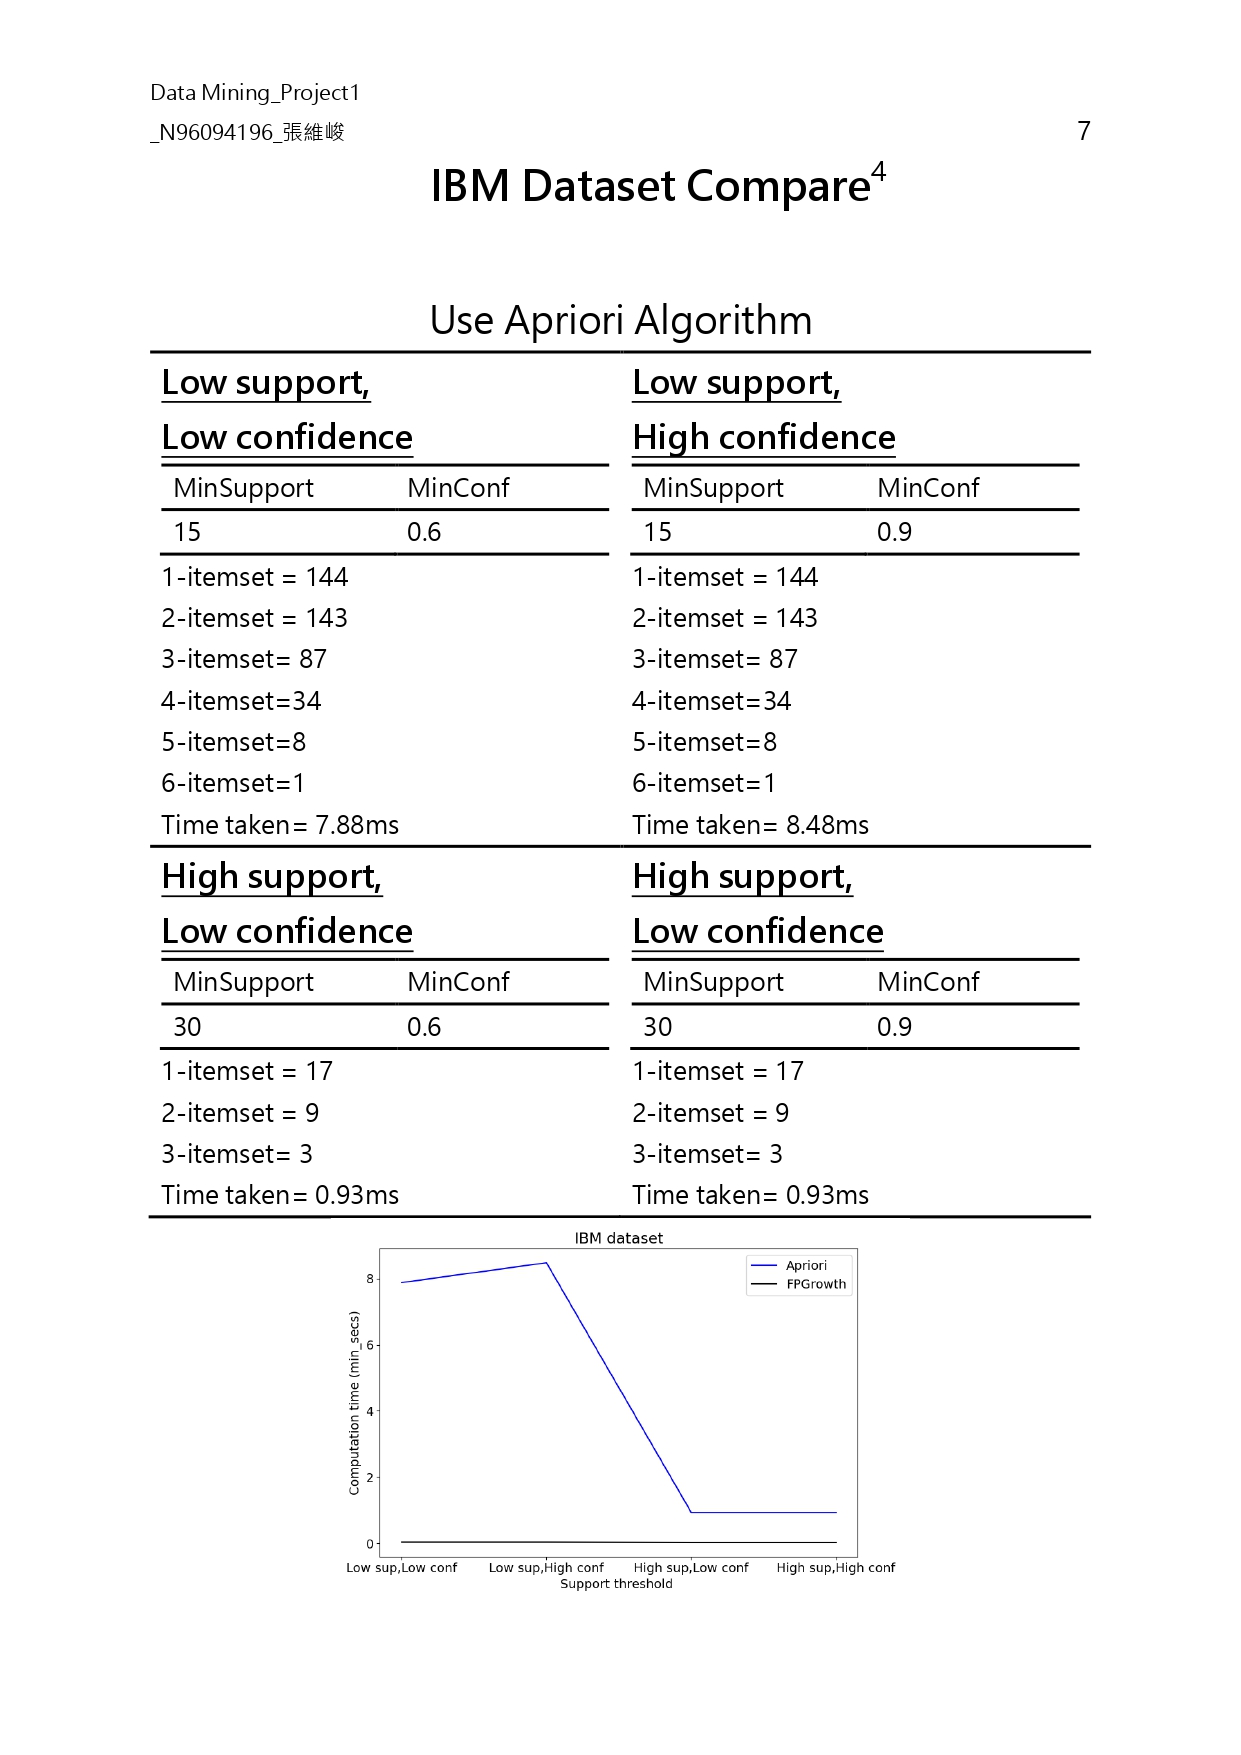 Data Mining_Project1
_N96094196_張維峻
7
IBM Dataset Compare4
Use Apriori Algorithm
Low support,
Low confidence
MinSupport MinConf
15 0.6
1-itemset = 144
2-itemset = 143
3-itemset= 87
4-itemset=34
5-itemset=8
6-itemset=1
Time taken= 7.88ms
Low support,
High confidence
MinSupport MinConf
15 0.9
1-itemset = 144
2-itemset = 143
3-itemset= 87
4-itemset=34
5-itemset=8
6-itemset=1
Time taken= 8.48ms
High support,
Low confidence
MinSupport MinConf
30 0.6
1-itemset = 17
2-itemset = 9
3-itemset= 3
Time taken= 0.93ms
High support,
Low confidence
MinSupport MinConf
30 0.9
1-itemset = 17
2-itemset = 9
3-itemset= 3
Time taken= 0.93ms
IBM dataset
Apriori
FPGrowth
Computation time (min_secs)
8
6
4
2
0
Low sup,Low conf Low sup,High conf High sup,Low conf High sup,High conf
Support threshold